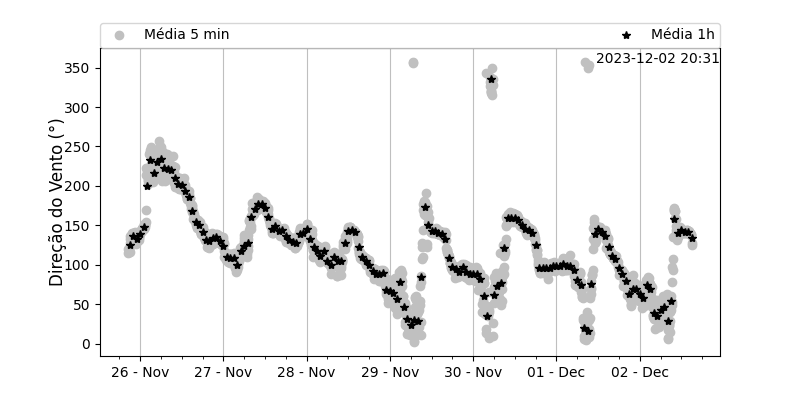 Média 5 min
Média 1h
2023-12-02 20:31
350
300
250
200
150
100
50
0
Direção do Vento (°)
26 - Nov
27 - Nov
28 - Nov
29 - Nov
30 - Nov
01 - Dec
02 - Dec